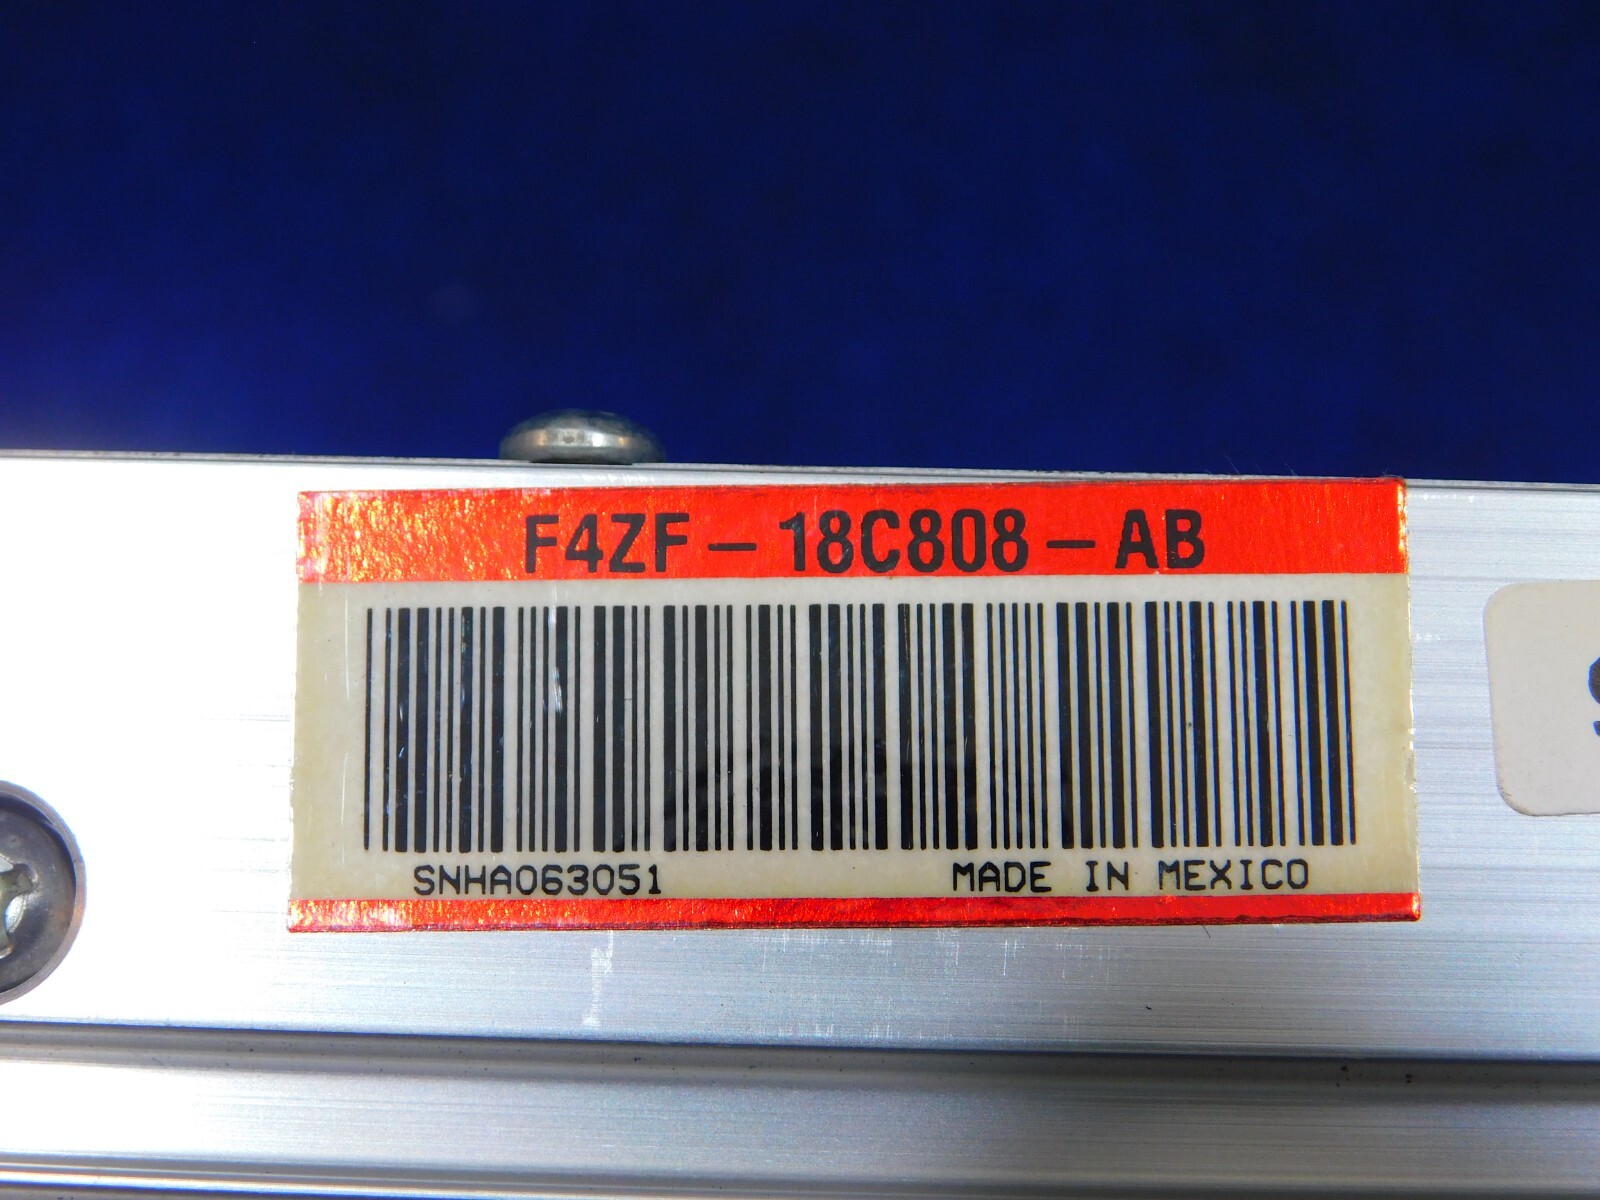 F4ZF - 18C808 - AB
SNHA063051 MADE IN MEXICO